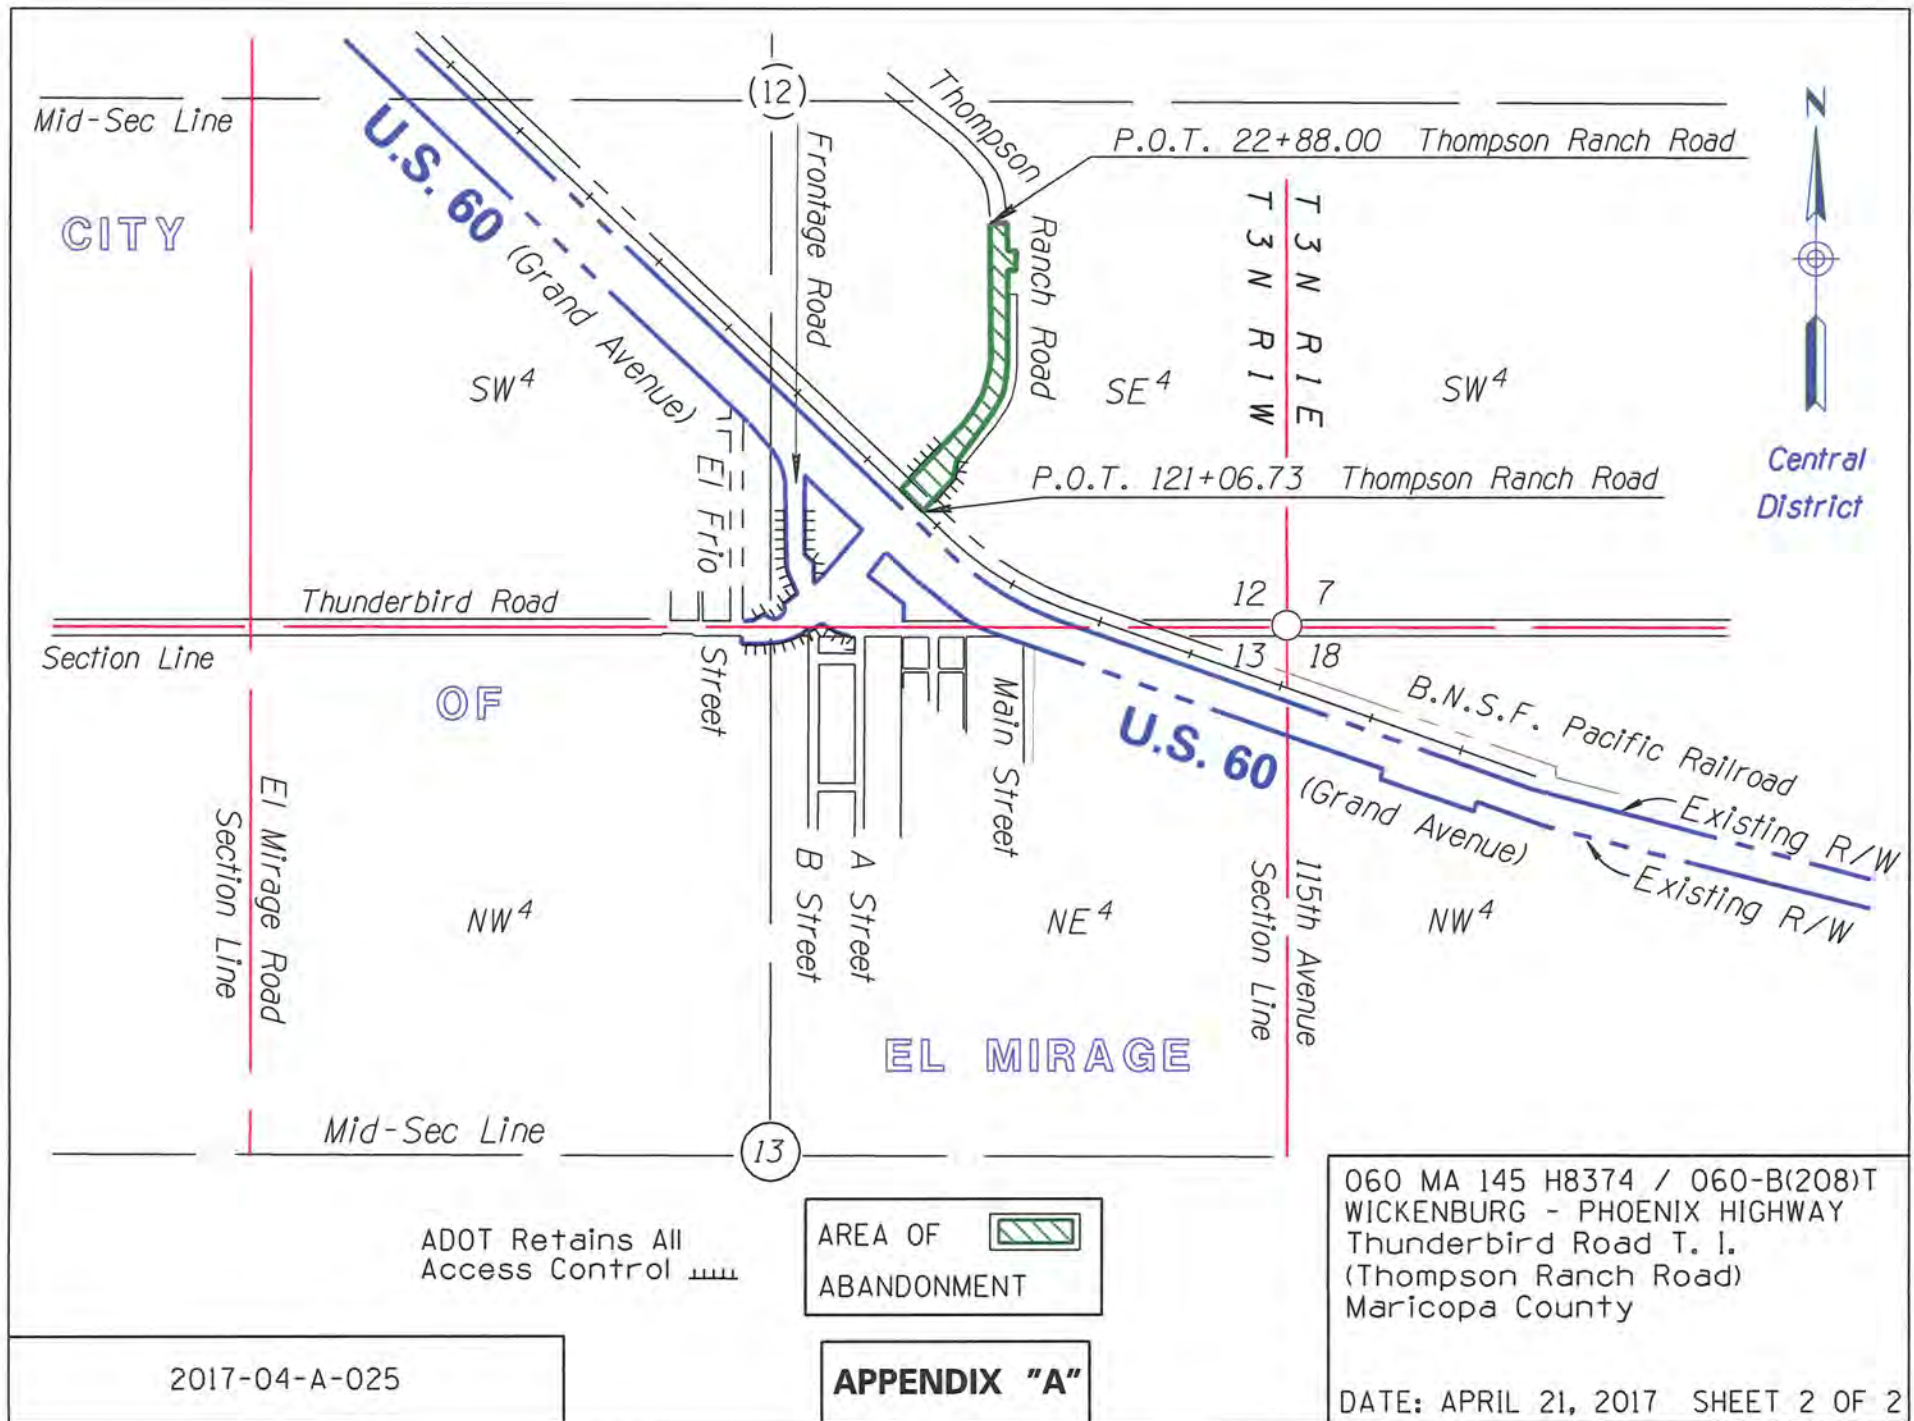 Mid-Sec Line
(12)
Thompson
Ranch Road
P.O.T. 22+88.00 Thompson Ranch Road
N
CITY
U.S. 60
(Grand Avenue)
Frontage Road
T3N R1W
T3N R1E
SW4
SE4
SW4
El Frio
Street
P.O.T. 121+06.73 Thompson Ranch Road
Central
District
Thunderbird Road
12
7
Section Line
13
18
OF
Main Street
U.S. 60
(Grand Avenue)
B.N.S.F. Pacific Railroad
Existing R/W
Existing R/W
El Mirage Road
Section Line
B Street
A Street
NW4
NE4
NW4
115th Avenue
Section Line
EL MIRAGE
Mid-Sec Line
13
ADOT Retains All
Access Control
AREA OF
ABANDONMENT
O60 MA 145 H8374 / 060-B(208)T
WICKENBURG - PHOENIX HIGHWAY
Thunderbird Road T. I.
(Thompson Ranch Road)
Maricopa County
2017-04-A-025
APPENDIX "A"
DATE: APRIL 21, 2017 SHEET 2 OF 2